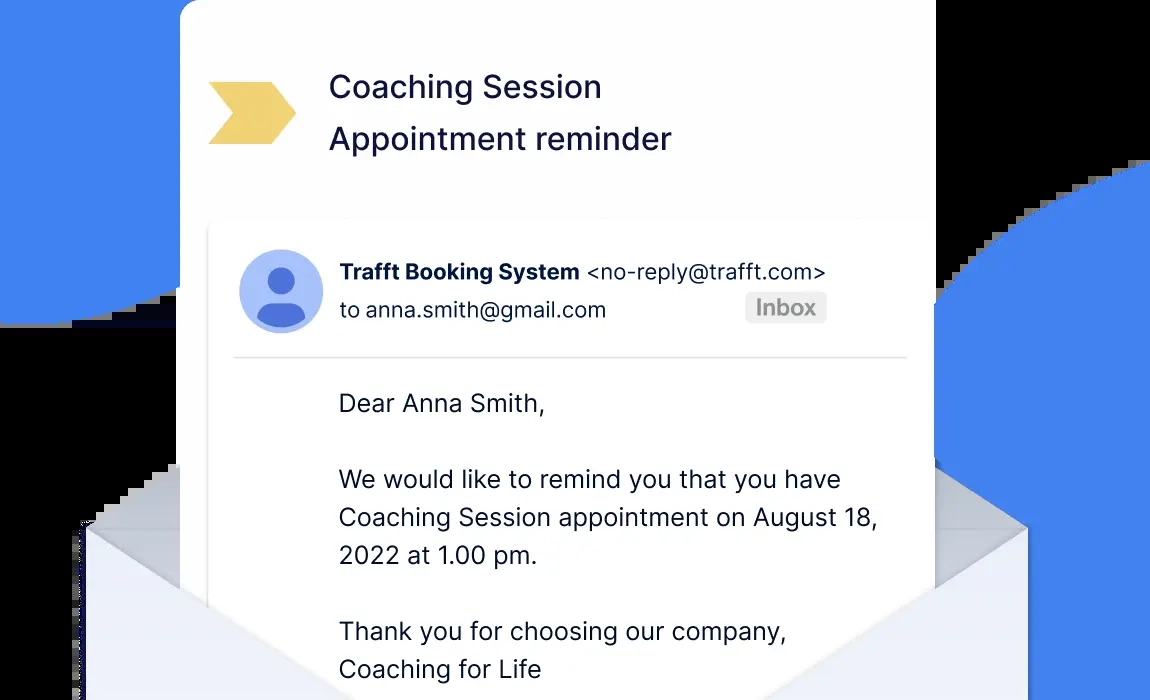 Coaching Session
Appointment reminder
Trafft Booking System <no-reply@trafft.com>
to anna.smith@gmail.com
Inbox
Dear Anna Smith,
We would like to remind you that you have
Coaching Session appointment on August 18,
2022 at 1.00 pm.
Thank you for choosing our company,
Coaching for Life